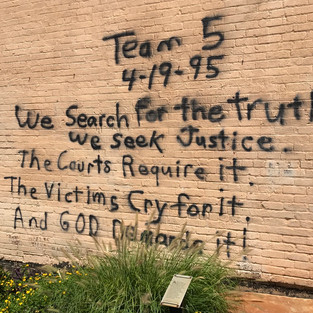 Team 5
4-19-95
We Search for the truth
We seek Justice.
The Courts Require it.
The Victims Cry for it.
And GOD Demands it!